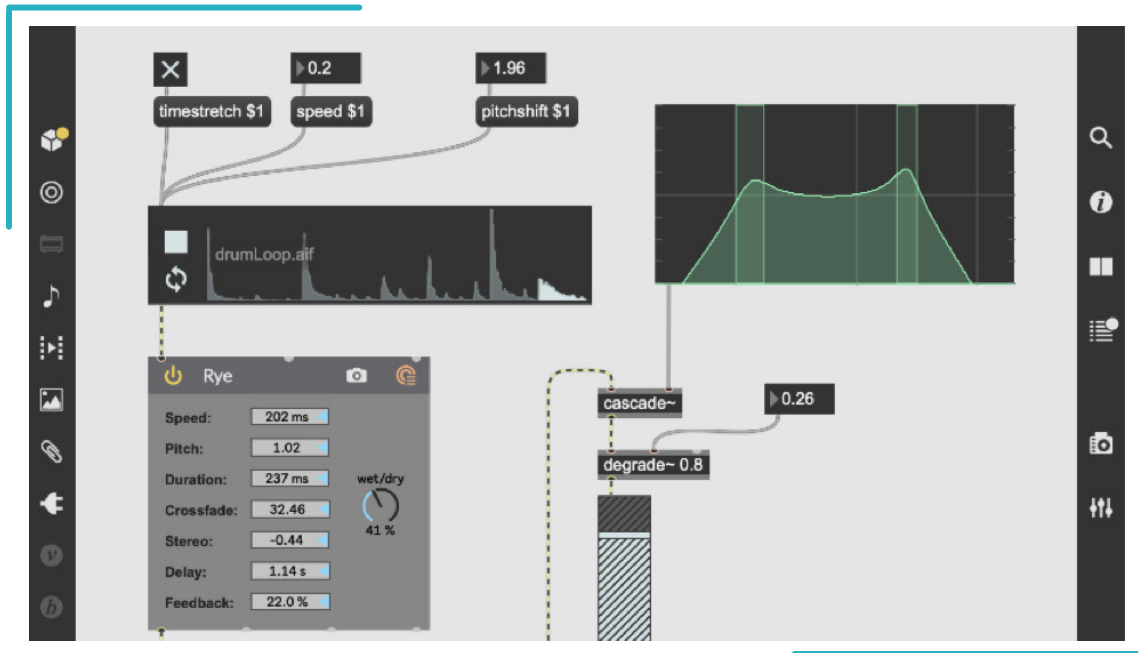 0.2
1.96
timestretch $1
speed $1
pitchshift $1
drumLoop.aif
Rye
Speed: 202 ms
Pitch: 1.02
Duration: 237 ms
Crossfade: 32.46
Stereo: -0.44
Delay: 1.14 s
Feedback: 22.0 %
wet/dry
41 %
cascade~
0.26
degrade~ 0.8